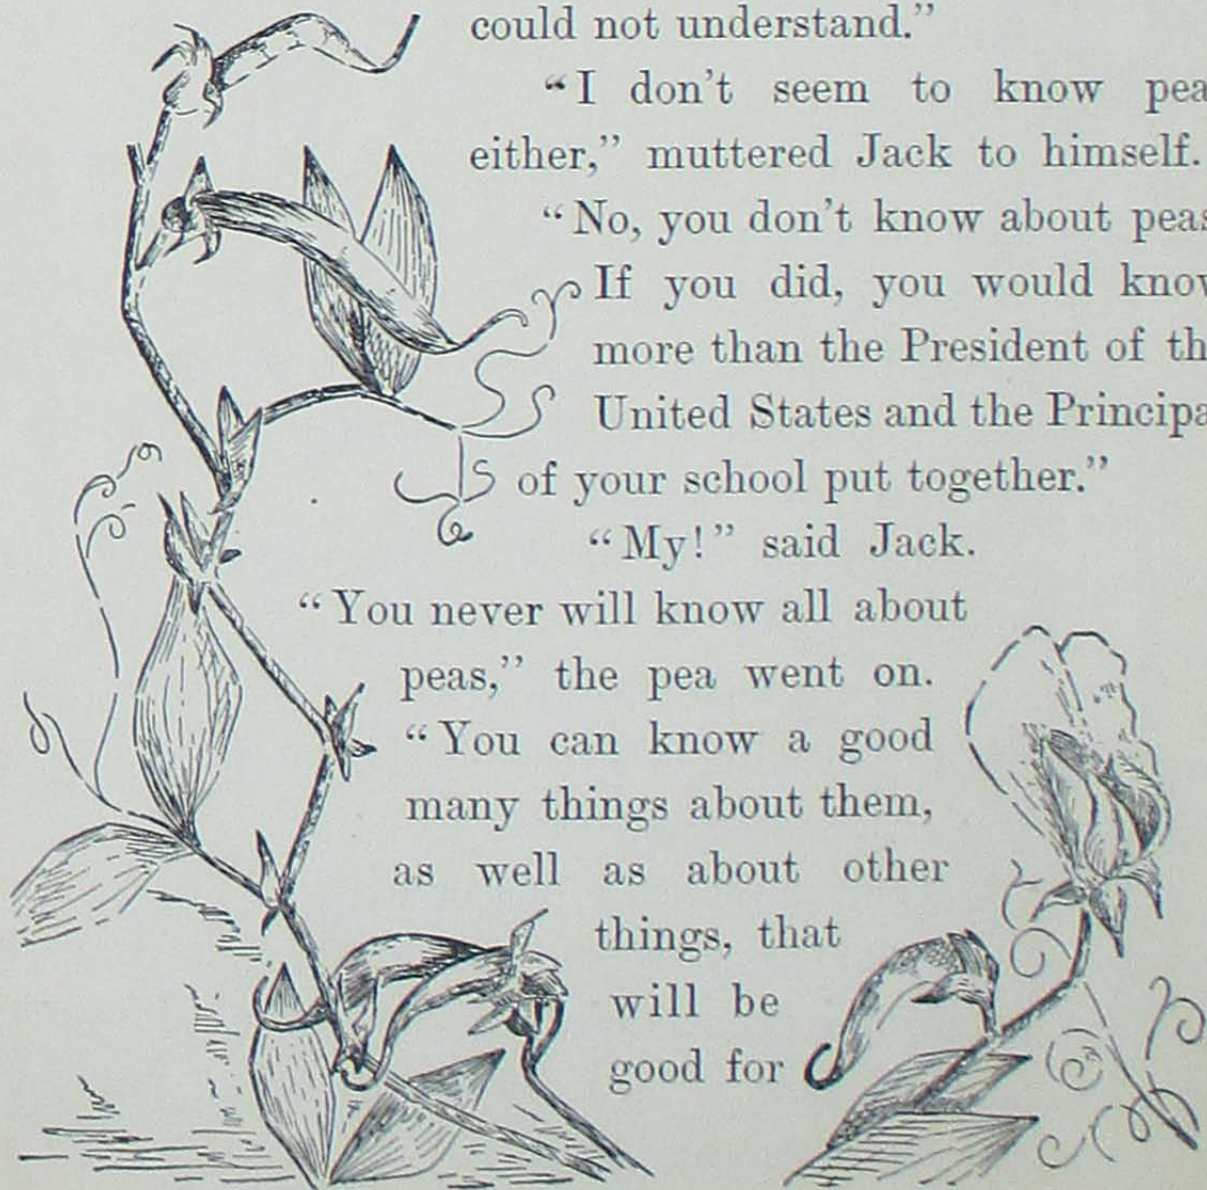 could not understand.”
“I don't seem to know pea
either,” muttered Jack to himself.
“No, you don't know about peas
If you did, you would know
more than the President of th
United States and the Principa
of your school put together.”
“My!” said Jack.
“You never will know all about
peas,” the pea went on.
“You can know a good
many things about them,
as well as about other
things, that
will be
good for